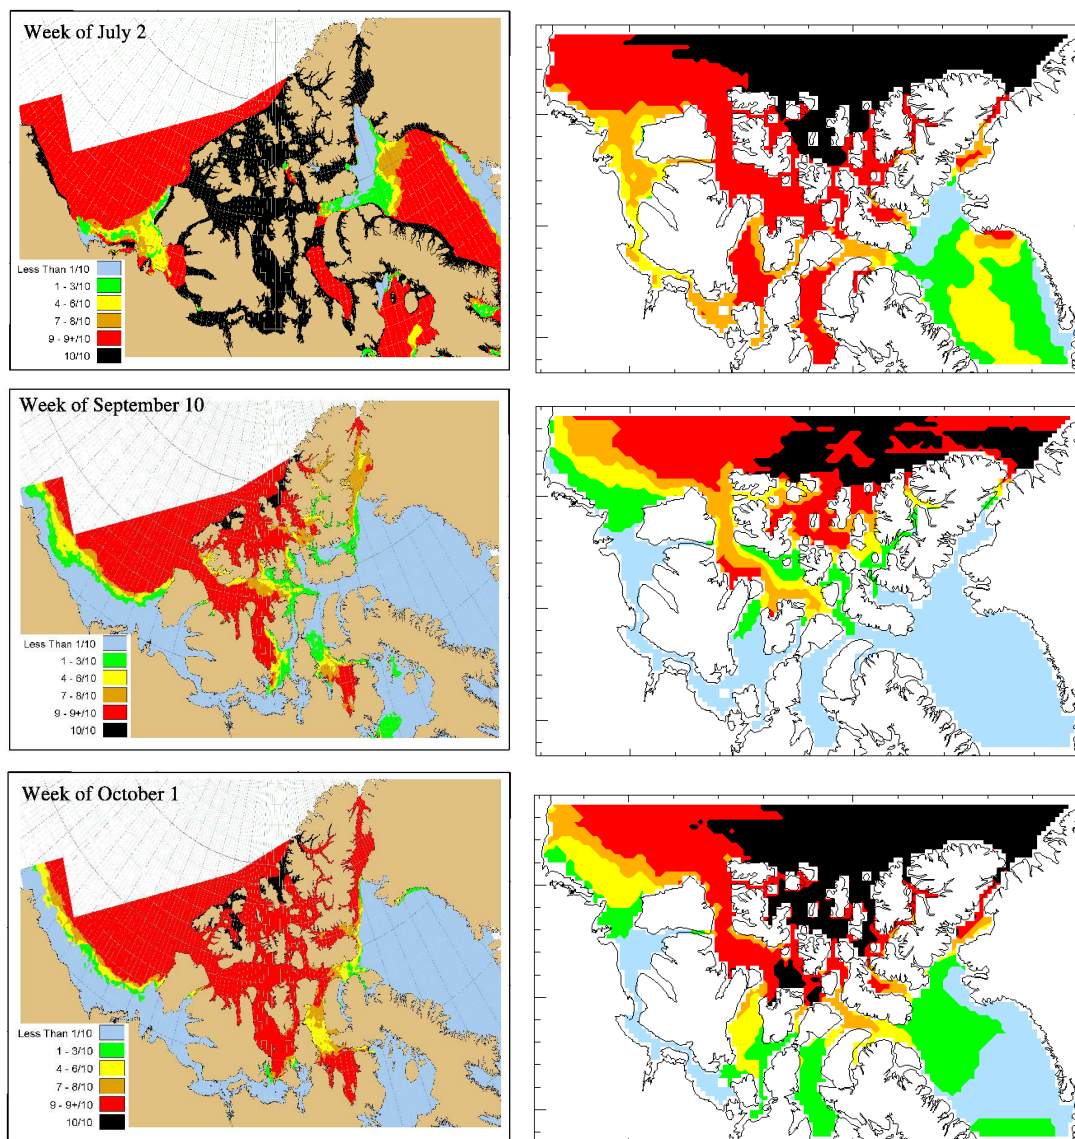 Week of July 2
Less Than 1/10
1 - 3/10
4 - 6/10
7 - 8/10
9 - 9+/10
10/10
Week of September 10
Less Than 1/10
1 - 3/10
4 - 6/10
7 - 8/10
9 - 9+/10
10/10
Week of October 1
Less Than 1/10
1 - 3/10
4 - 6/10
7 - 8/10
9 - 9+/10
10/10